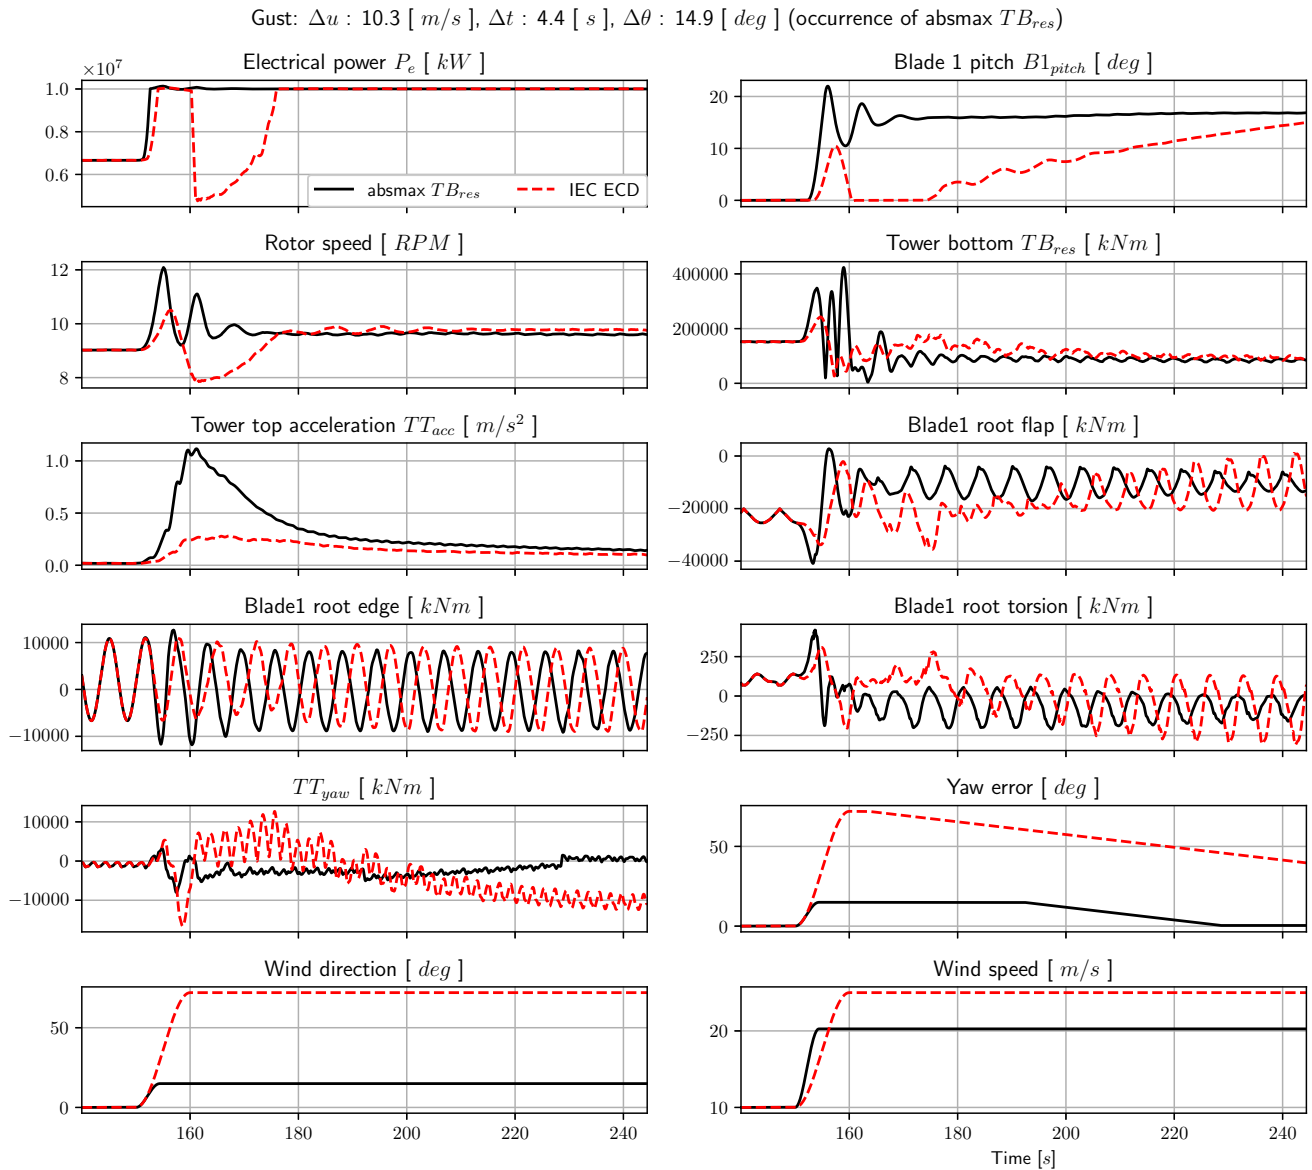 Gust: Δu : 10.3 [ m/s ], Δt : 4.4 [ s ], Δθ : 14.9 [ deg ] (occurrence of absmax TB_res)
Electrical power P_e [ kW ]
×10^7
1.0
0.8
0.6
absmax TB_res
IEC ECD
Blade 1 pitch B1_pitch [ deg ]
20
10
0
Rotor speed [ RPM ]
12
10
8
Tower bottom TB_res [ kNm ]
400000
200000
0
Tower top acceleration TT_acc [ m/s^2 ]
1.0
0.5
0.0
Blade1 root flap [ kNm ]
0
−20000
−40000
Blade1 root edge [ kNm ]
10000
0
−10000
Blade1 root torsion [ kNm ]
250
0
−250
TT_yaw [ kNm ]
10000
0
−10000
Yaw error [ deg ]
50
0
Wind direction [ deg ]
50
0
160 180 200 220 240
Wind speed [ m/s ]
20
10
160 180 200 220 240
Time [s]